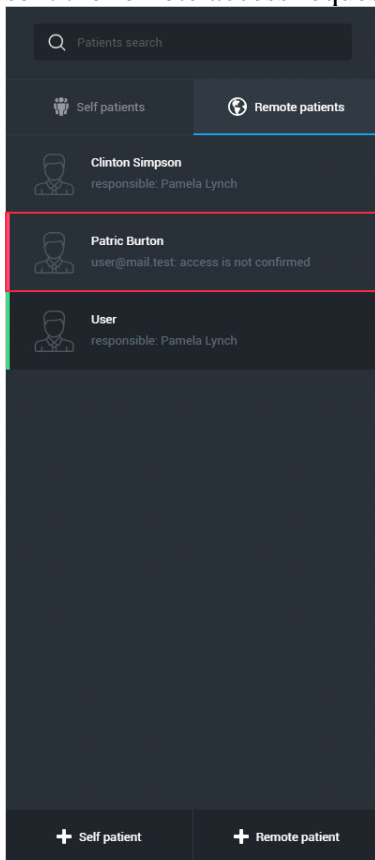 Patients search
Self patients
Remote patients
Clinton Simpson
responsible: Pamela Lynch
Patric Burton
user@mail.test: access is not confirmed
User
responsible: Pamela Lynch
Self patient
Remote patient